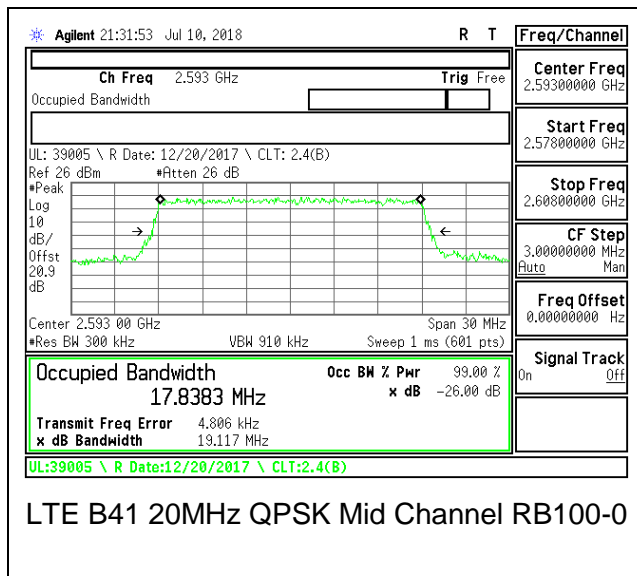 Agilent 21:31:53 Jul 10, 2018 R T
Freq/Channel
Ch Freq 2.593 GHz Trig Free
Occupied Bandwidth
Center Freq
2.59300000 GHz
Start Freq
2.57800000 GHz
Stop Freq
2.60800000 GHz
CF Step
3.00000000 MHz
Auto Man
Freq Offset
0.00000000 Hz
Signal Track
On Off
UL: 39005 \ R Date: 12/20/2017 \ CLT: 2.4(B)
Ref 26 dBm #Atten 26 dB
#Peak
Log
10
dB/
Offst
20.9
dB
Center 2.593 00 GHz Span 30 MHz
#Res BW 300 kHz VBW 910 kHz Sweep 1 ms (601 pts)
Occupied Bandwidth Occ BW % Pwr 99.00 %
17.8383 MHz x dB -26.00 dB
Transmit Freq Error 4.806 kHz
x dB Bandwidth 19.117 MHz
UL:39005 \ R Date:12/20/2017 \ CLT:2.4(B)
LTE B41 20MHz QPSK Mid Channel RB100-0